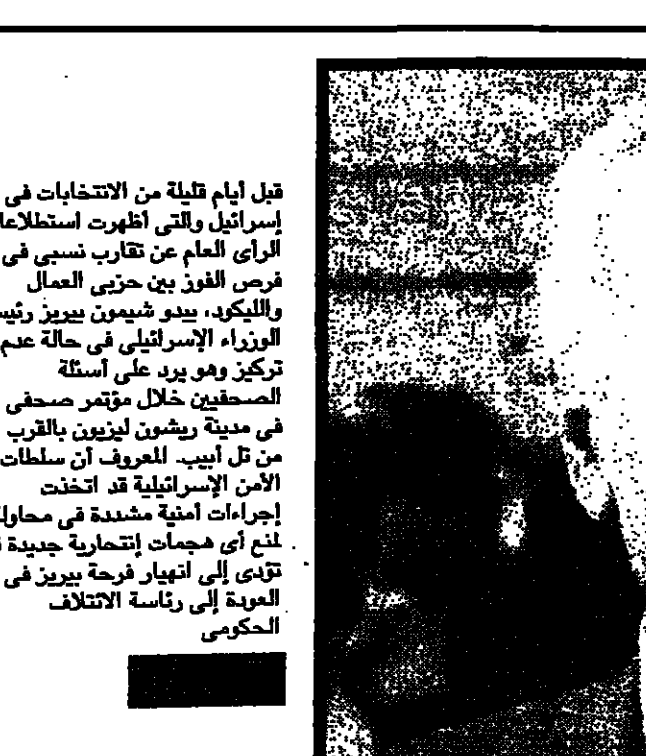 قبل أيام قليلة من الانتخابات فى
إسرائيل والتى أظهرت استطلاعا
الرأى العام عن تقارب نسبى فى
فرص الفوز بين حزبى العمال
والليكود، يبدو شيمون بيريز رئيس
الوزراء الإسرائيلى فى حالة عدم
تركيز وهو يرد على أسئلة
الصحفيين خلال مؤتمر صحفى
فى مدينة ريشون ليزيون بالقرب
من تل أبيب. المعروف أن سلطات
الأمن الإسرائيلية قد اتخذت
إجراءات أمنية مشددة فى محاول
لمنع أى هجمات إنتحارية جديدة
تؤدى إلى انهيار فرحة بيريز فى
العودة إلى رئاسة الائتلاف
الحكومى